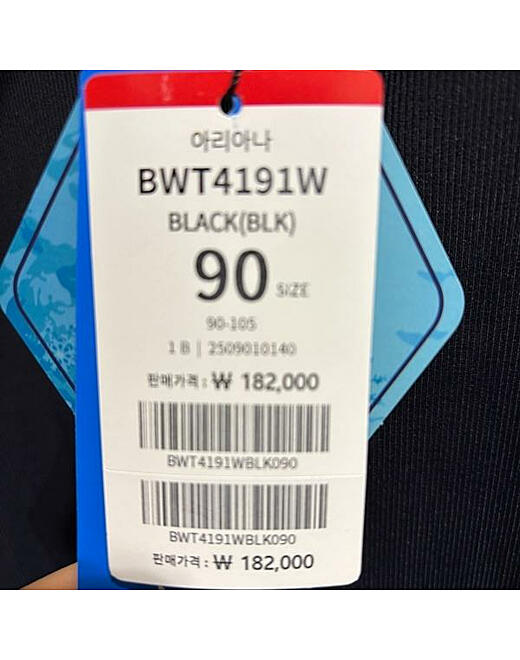 아리아나
BWT4191W
BLACK(BLK)
90 SIZE
90-105
1 B | 2509010140
판매가격 : ₩ 182,000
BWT4191WBLK090
BWT4191WBLK090
판매가격 : ₩ 182,000